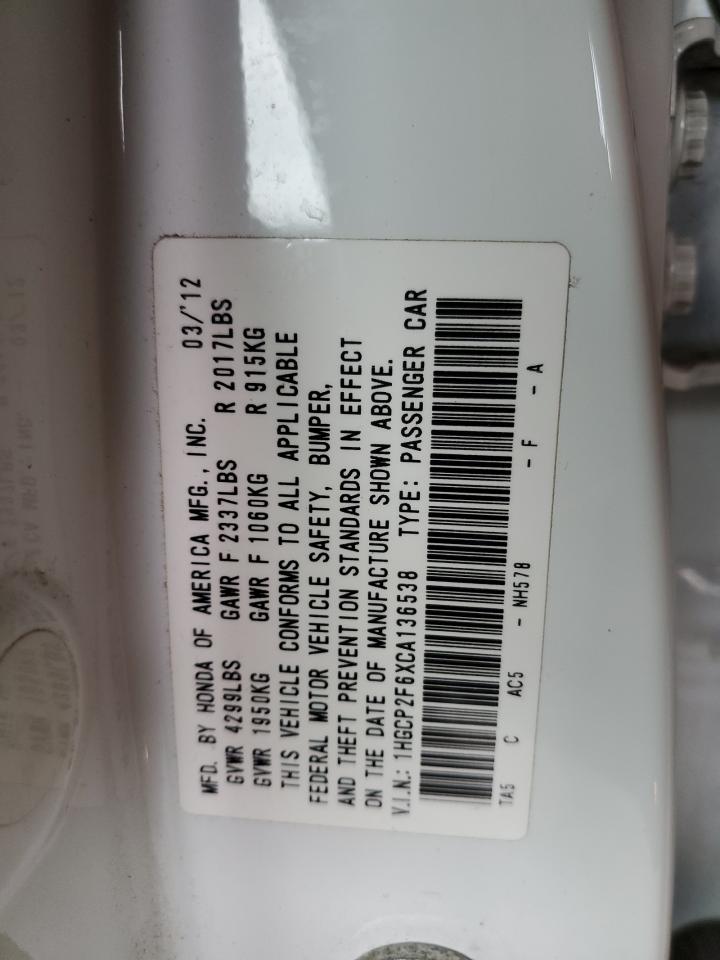 MFD. BY HONDA OF AMERICA MFG., INC. 03/'12
GVWR 4299LBS GAWR F 2337LBS R 2017LBS
GVWR 1950KG GAWR F 1060KG R 915KG
THIS VEHICLE CONFORMS TO ALL APPLICABLE
FEDERAL MOTOR VEHICLE SAFETY, BUMPER,
AND THEFT PREVENTION STANDARDS IN EFFECT
ON THE DATE OF MANUFACTURE SHOWN ABOVE.
V.I.N.: 1HGCP2F6XCA136538 TYPE: PASSENGER CAR
TA5 C AC5 - NH578 - F - A